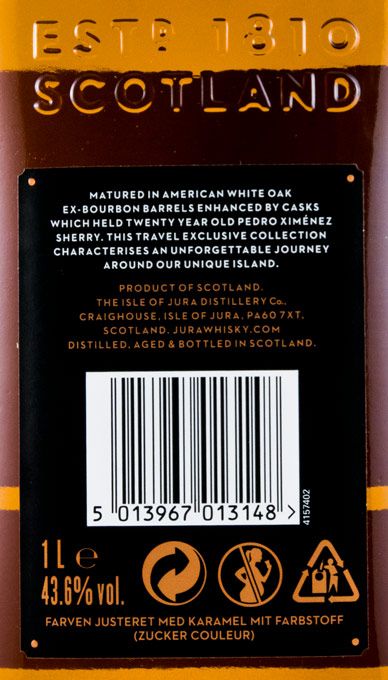 ESTD 1810
SCOTLAND
MATURED IN AMERICAN WHITE OAK
EX-BOURBON BARRELS ENHANCED BY CASKS
WHICH HELD TWENTY YEAR OLD PEDRO XIMÉNEZ
SHERRY. THIS TRAVEL EXCLUSIVE COLLECTION
CHARACTERISES AN UNFORGETTABLE JOURNEY
AROUND OUR UNIQUE ISLAND.
PRODUCT OF SCOTLAND.
THE ISLE OF JURA DISTILLERY Co.,
CRAIGHOUSE, ISLE OF JURA, PA60 7XT,
SCOTLAND. JURAWHISKY.COM
DISTILLED, AGED & BOTTLED IN SCOTLAND.
5 013967 013148 >
4157402
1 L ℮
43.6% vol.
FARVEN JUSTERET MED KARAMEL MIT FARBSTOFF
(ZUCKER COULEUR)